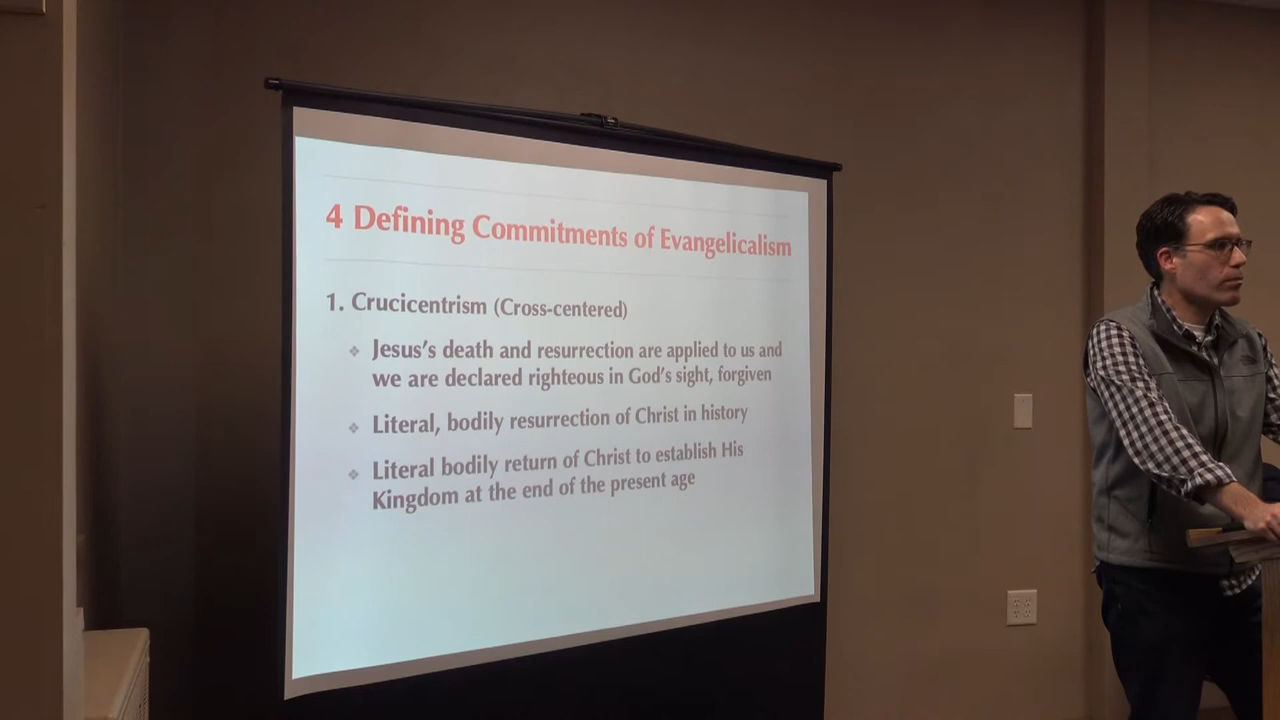 4 Defining Commitments of Evangelicalism
1. Crucicentrism (Cross-centered)
❖ Jesus's death and resurrection are applied to us and
we are declared righteous in God's sight, forgiven
❖ Literal, bodily resurrection of Christ in history
❖ Literal bodily return of Christ to establish His
Kingdom at the end of the present age